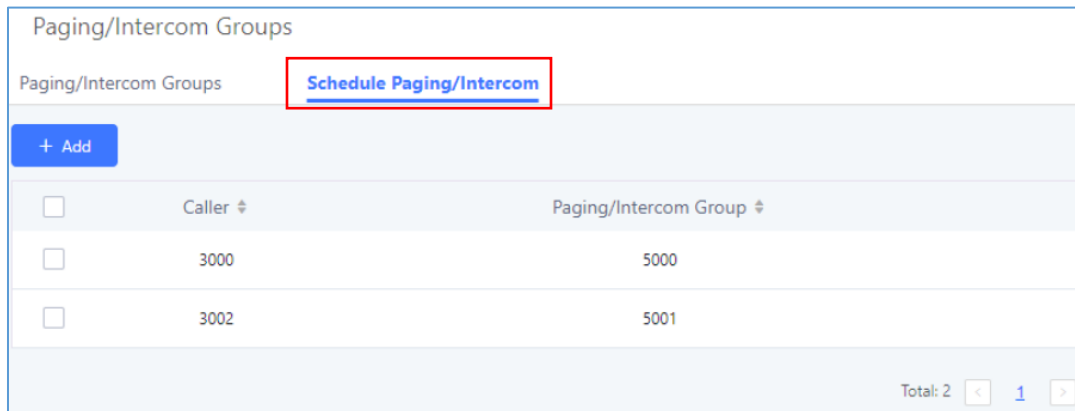 Paging/Intercom Groups
Paging/Intercom Groups Schedule Paging/Intercom
+ Add
Caller Paging/Intercom Group
3000 5000
3002 5001
Total: 2 < 1 >